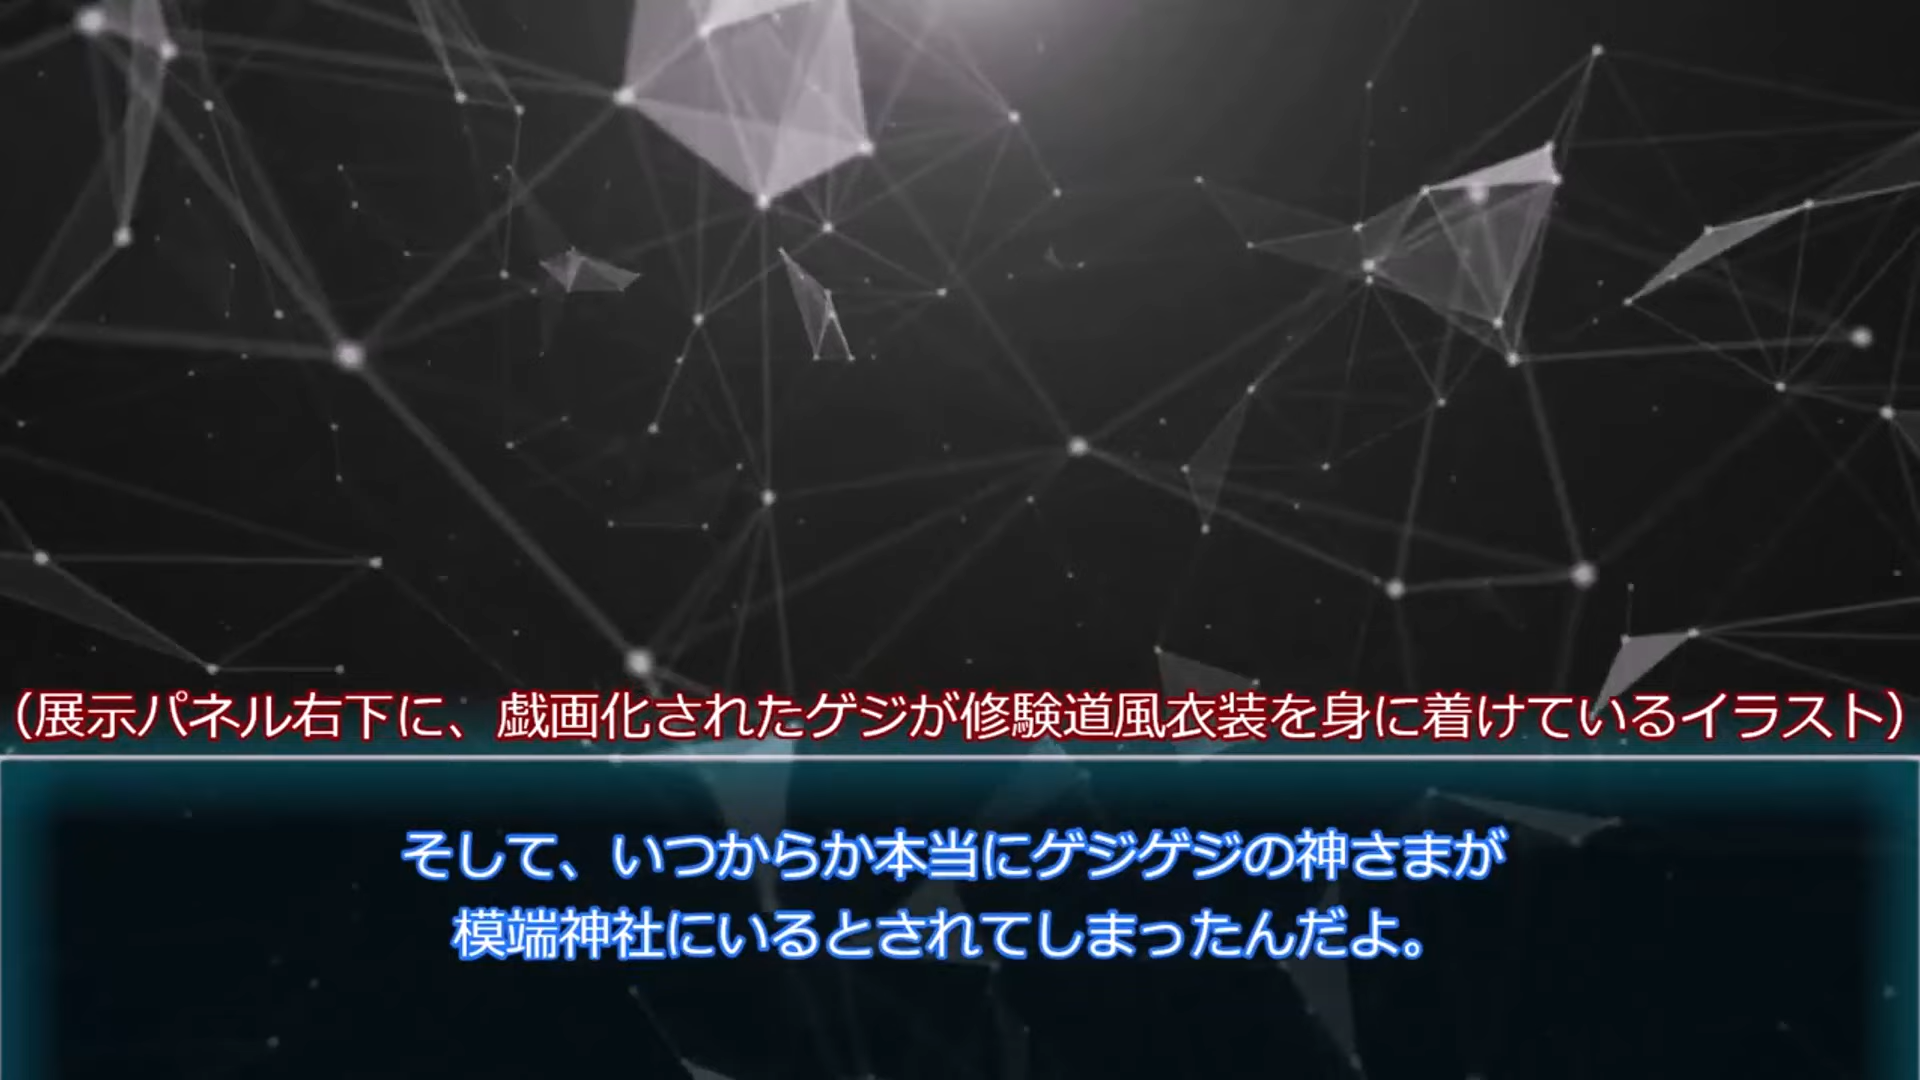 （展示パネル右下に、戯画化されたゲジが修験道風衣装を身に着けているイラスト）
そして、いつからか本当にゲジゲジの神さまが
模端神社にいるとされてしまったんだよ。